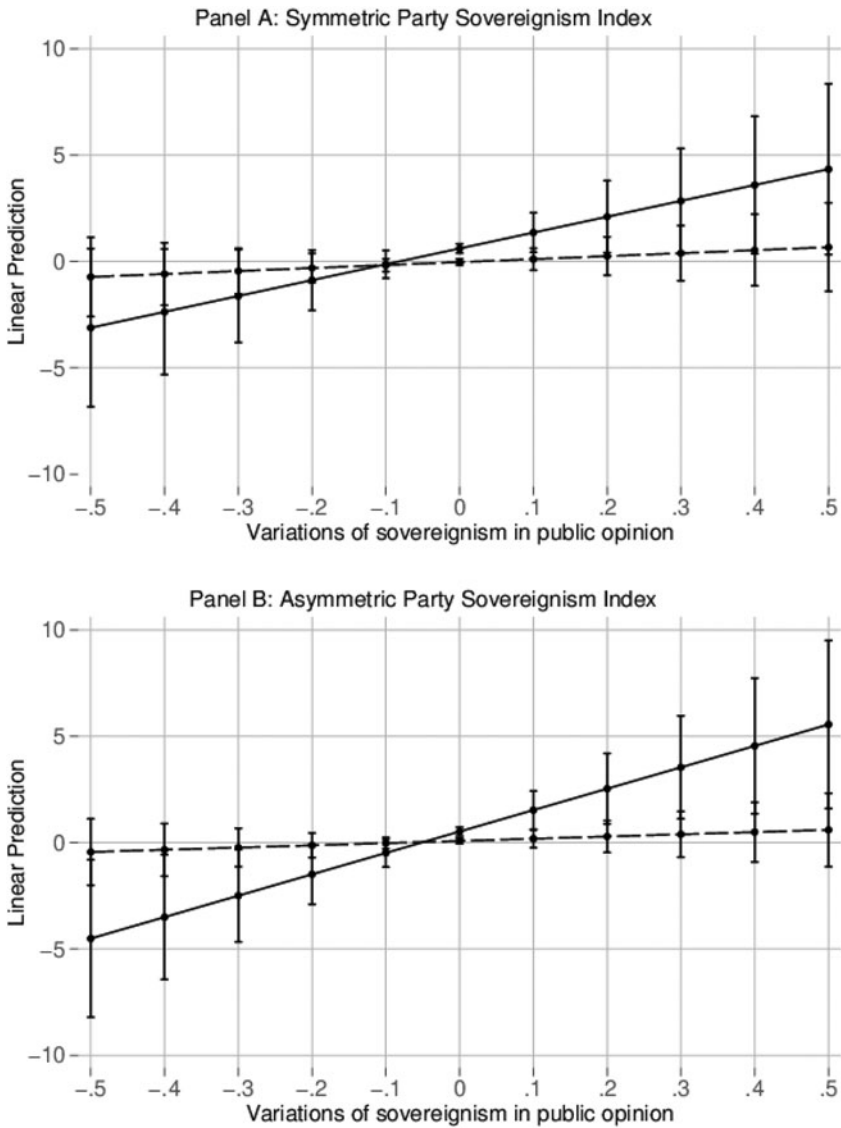 Panel A: Symmetric Party Sovereignism Index
10
5
0
−5
−10
Linear Prediction
−.5 −.4 −.3 −.2 −.1 0 .1 .2 .3 .4 .5
Variations of sovereignism in public opinion
Panel B: Asymmetric Party Sovereignism Index
10
5
0
−5
−10
Linear Prediction
−.5 −.4 −.3 −.2 −.1 0 .1 .2 .3 .4 .5
Variations of sovereignism in public opinion